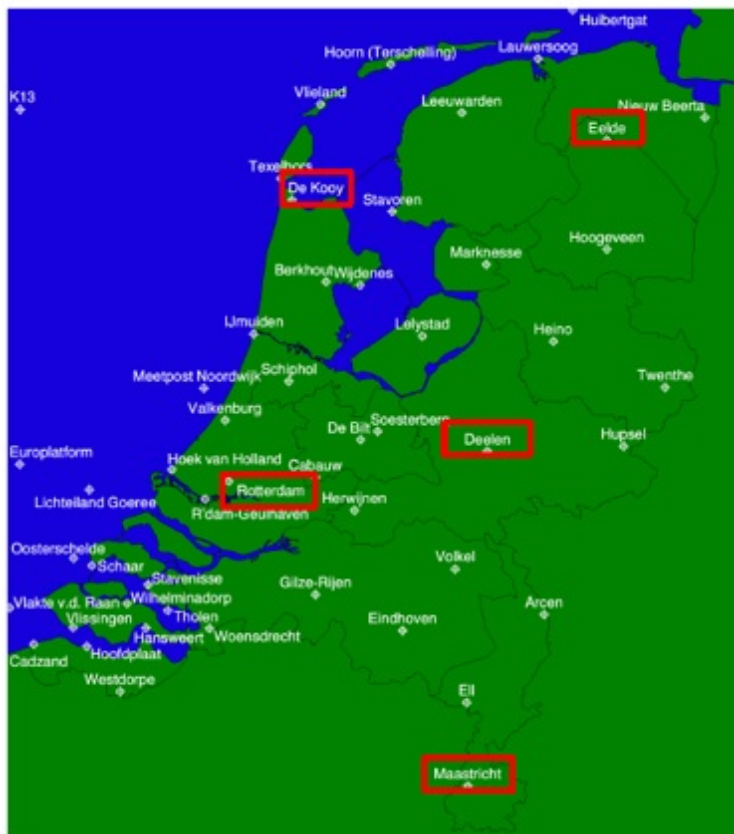 Huibertgat
Lauwersoog
Hoorn (Terschelling)
K13
Vlieland
Leeuwarden
Nieuw Beerta
Eelde
Texelhors
De Kooy
Stavoren
Hoogeveen
Marknesse
Berkhout
Wijdenes
IJmuiden
Lelystad
Heino
Schiphol
Meetpost Noordwijk
Twenthe
Valkenburg
Soesterberg
De Bilt
Deelen
Hupsel
Europlatform
Hoek van Holland
Cabauw
Rotterdam
Lichteiland Goeree
Herwijnen
R'dam-Geulhaven
Oosterschelde
Schaar
Volkel
Stavenisse
Gilze-Rijen
Vlakte v.d. Raan
Wilhelminadorp
Arcen
Vlissingen
Tholen
Eindhoven
Hansweert
Woensdrecht
Cadzand
Hoofdplaat
Westdorpe
Ell
Maastricht